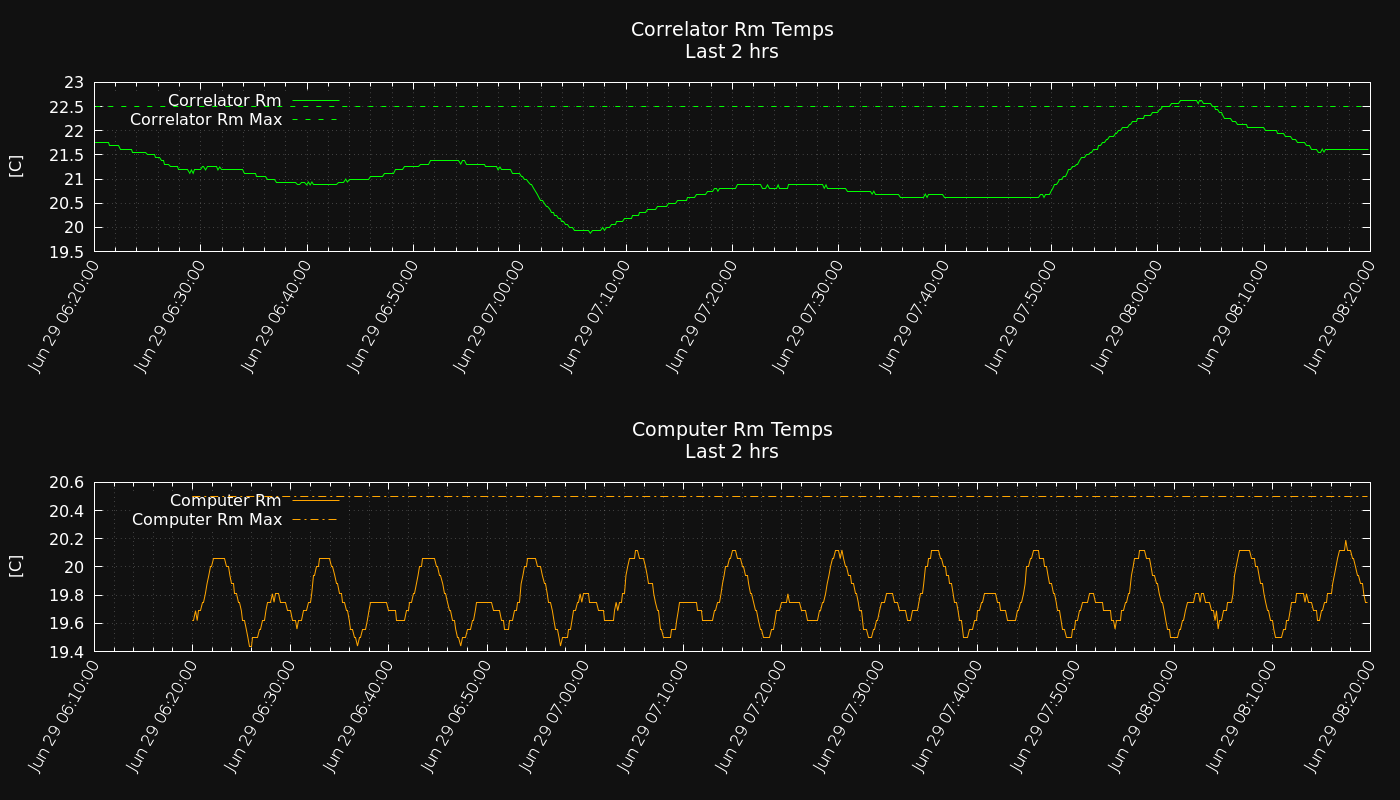 Correlator Rm Temps
Last 2 hrs
23
22.5
22
21.5
21
20.5
20
19.5
[C]
Correlator Rm
Correlator Rm Max
Jun 29 06:20:00
Jun 29 06:30:00
Jun 29 06:40:00
Jun 29 06:50:00
Jun 29 07:00:00
Jun 29 07:10:00
Jun 29 07:20:00
Jun 29 07:30:00
Jun 29 07:40:00
Jun 29 07:50:00
Jun 29 08:00:00
Jun 29 08:10:00
Jun 29 08:20:00
Computer Rm Temps
Last 2 hrs
20.6
20.4
20.2
20
19.8
19.6
19.4
[C]
Computer Rm
Computer Rm Max
Jun 29 06:10:00
Jun 29 06:20:00
Jun 29 06:30:00
Jun 29 06:40:00
Jun 29 06:50:00
Jun 29 07:00:00
Jun 29 07:10:00
Jun 29 07:20:00
Jun 29 07:30:00
Jun 29 07:40:00
Jun 29 07:50:00
Jun 29 08:00:00
Jun 29 08:10:00
Jun 29 08:20:00